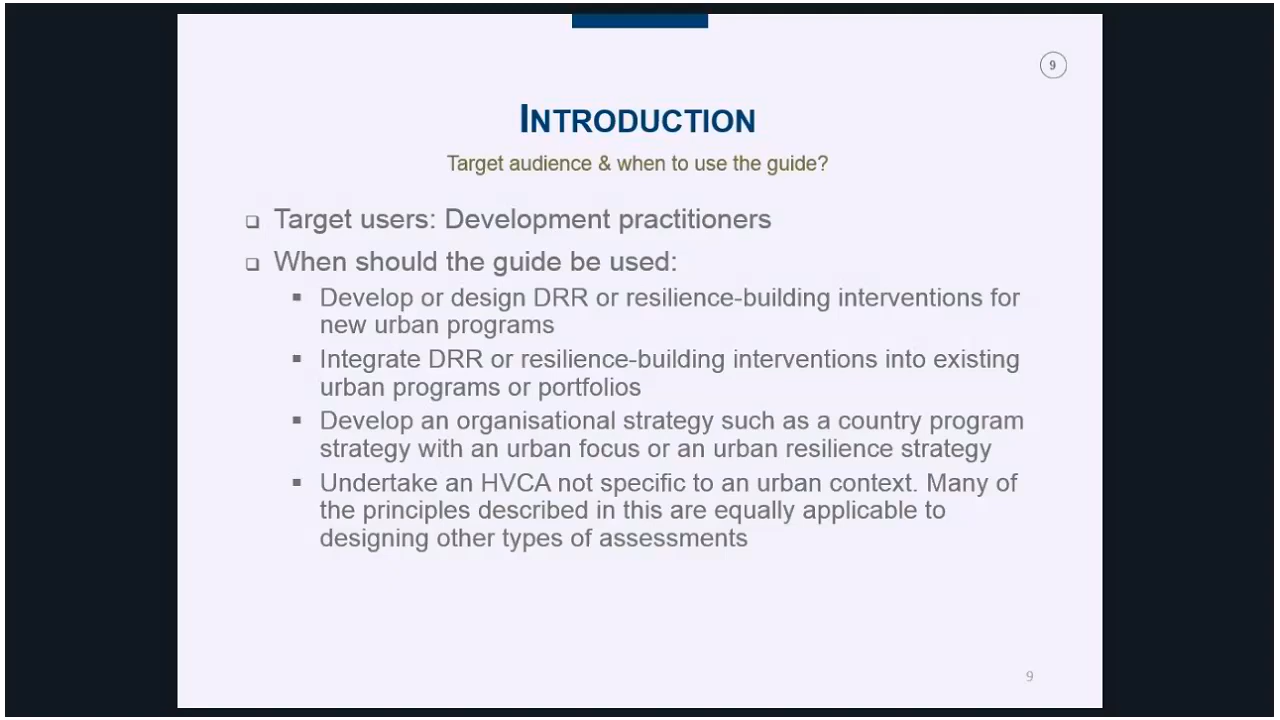 9
INTRODUCTION
Target audience & when to use the guide?
Target users: Development practitioners
When should the guide be used:
Develop or design DRR or resilience-building interventions for
new urban programs
Integrate DRR or resilience-building interventions into existing
urban programs or portfolios
Develop an organisational strategy such as a country program
strategy with an urban focus or an urban resilience strategy
Undertake an HVCA not specific to an urban context. Many of
the principles described in this are equally applicable to
designing other types of assessments
9